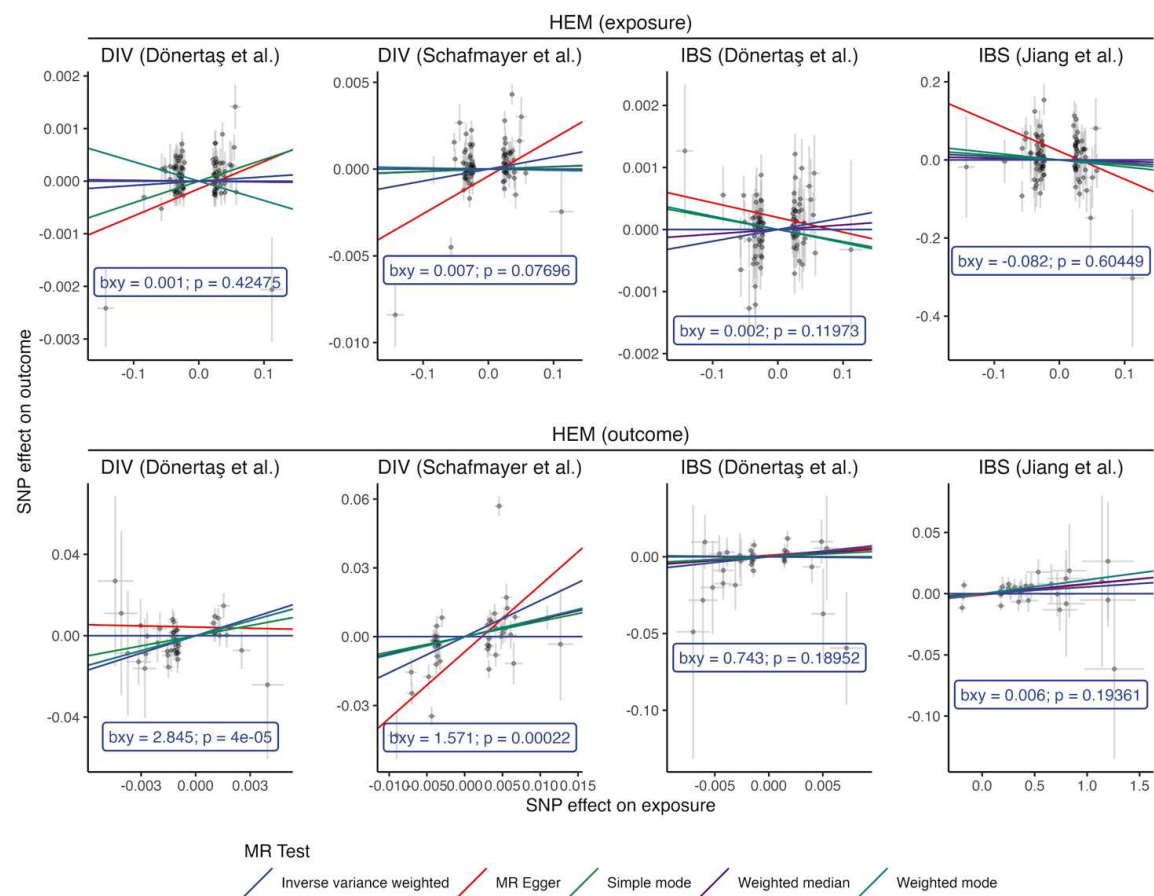 HEM (exposure)
DIV (Dönertaş et al.)
DIV (Schafmayer et al.)
IBS (Dönertaş et al.)
IBS (Jiang et al.)
0.002
0.001
0.000
-0.001
-0.002
-0.003
bxy = 0.001; p = 0.42475
-0.1
0.0
0.1
0.005
0.000
-0.005
-0.010
bxy = 0.007; p = 0.07696
-0.1
0.0
0.1
0.002
0.001
0.000
-0.001
-0.002
bxy = 0.002; p = 0.11973
-0.1
0.0
0.1
0.2
0.0
-0.2
-0.4
bxy = -0.082; p = 0.60449
-0.1
0.0
0.1
SNP effect on outcome
HEM (outcome)
DIV (Dönertaş et al.)
DIV (Schafmayer et al.)
IBS (Dönertaş et al.)
IBS (Jiang et al.)
0.04
0.00
-0.04
bxy = 2.845; p = 4e-05
-0.003
0.000
0.003
0.06
0.03
0.00
-0.03
bxy = 1.571; p = 0.00022
-0.010
-0.005
0.000
0.005
0.010
0.015
0.00
-0.05
-0.10
bxy = 0.743; p = 0.18952
-0.005
0.000
0.005
0.05
0.00
-0.05
-0.10
bxy = 0.006; p = 0.19361
0.0
0.5
1.0
1.5
SNP effect on exposure
MR Test
Inverse variance weighted
MR Egger
Simple mode
Weighted median
Weighted mode